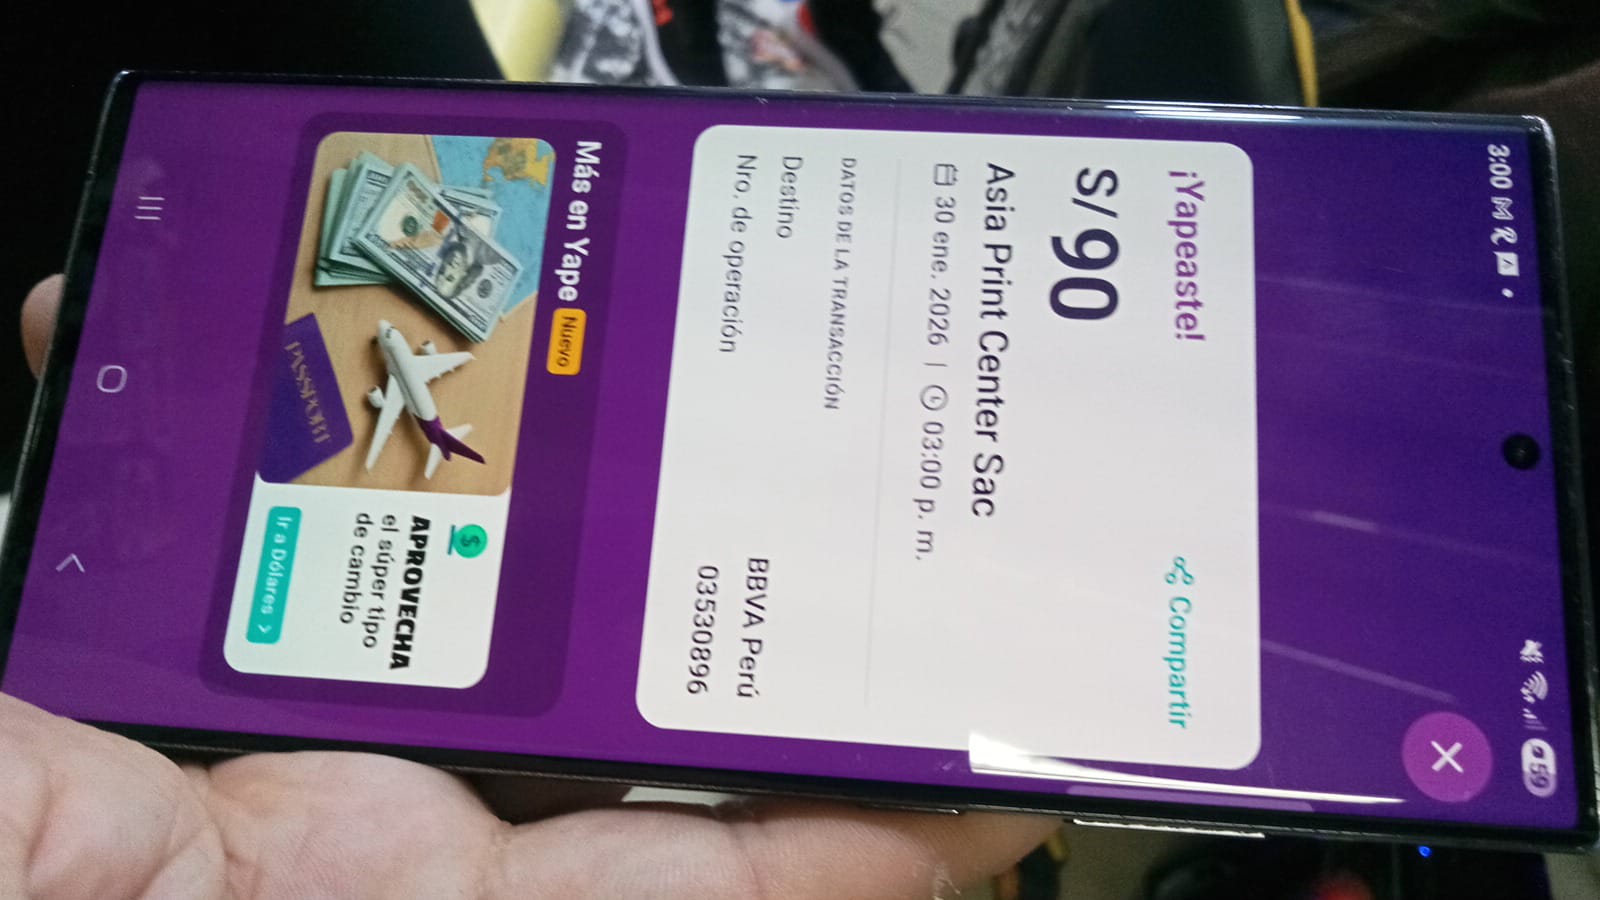 3:00
59
¡Yapeaste!
Compartir
S/ 90
Asia Print Center Sac
30 ene. 2026 | 03:00 p. m.
DATOS DE LA TRANSACCIÓN
Destino BBVA Perú
Nro. de operación 03530896
Más en Yape Nuevo
PASSPORT
APROVECHA
el súper tipo
de cambio
Ir a Dólares >